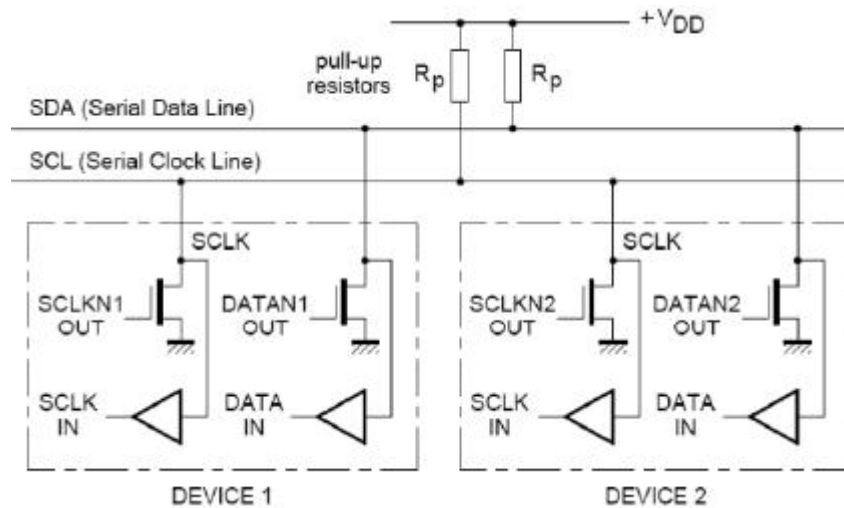 +VDD
pull-up
resistors
Rp
Rp
SDA (Serial Data Line)
SCL (Serial Clock Line)
SCLK
SCLKN1
OUT
DATAN1
OUT
SCLK
IN
DATA
IN
DEVICE 1
SCLK
SCLKN2
OUT
DATAN2
OUT
SCLK
IN
DATA
IN
DEVICE 2